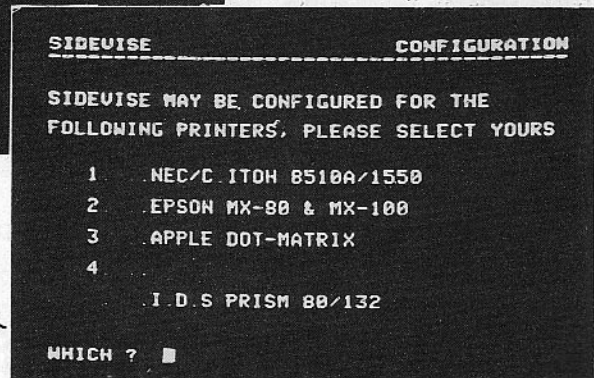 SIDEVISE CONFIGURATION
SIDEVISE MAY BE CONFIGURED FOR THE
FOLLOWING PRINTERS, PLEASE SELECT YOURS
1 .NEC/C.ITOH 8510A/1550
2 .EPSON MX-80 & MX-100
3 .APPLE DOT-MATRIX
4 .
.I.D.S PRISM 80/132
WHICH ?